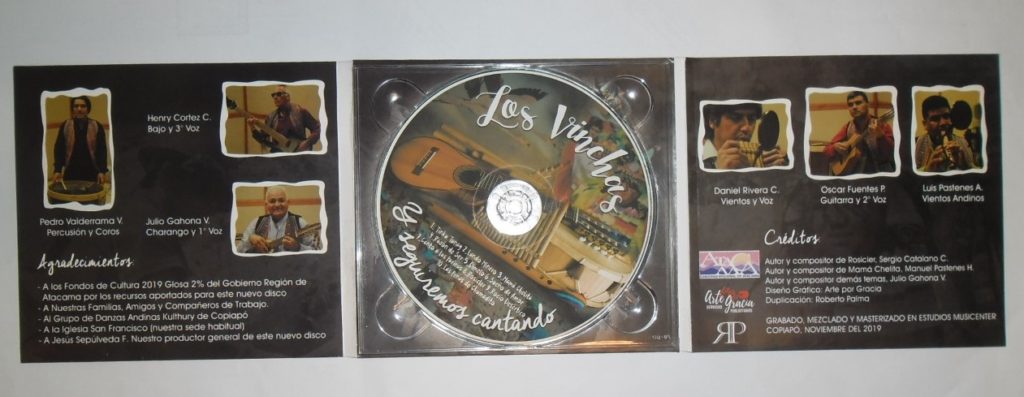 Henry Cortez C.
Bajo y 3° Voz
Pedro Valderrama V.
Percusión y Coros
Julio Gahona V.
Charango y 1° Voz
Agradecimientos:
- A los Fondos de Cultura 2019 Glosa 2% del Gobierno Región de
Atacama por los recursos aportados para este nuevo disco
- A Nuestras Familias, Amigos y Compañeros de Trabajo
- Al Grupo de Danzas Andinas Kulthury de Copiapó
- A la Iglesia San Francisco (nuestra sede habitual)
- A Jesús Sepúlveda F. Nuestro productor general de este nuevo disco
Los Vinchas
Y seguiremos cantando
Daniel Rivera C.
Vientos y Voz
Oscar Fuentes P.
Guitarra y 2° Voz
Luis Pastenes A.
Vientos Andinos
Créditos
Autor y compositor de Rosicler, Sergio Catalano C.
Autor y compositor de Mamá Chelita, Manuel Pastenes H.
Autor y compositor demás temas, Julio Gahona V.
Diseño Gráfico: Arte por Gracia
Duplicación: Roberto Palma
Arte
Gracia
RP
GRABADO, MEZCLADO Y MASTERIZADO EN ESTUDIOS MUSICENTER
COPIAPÓ, NOVIEMBRE DEL 2019